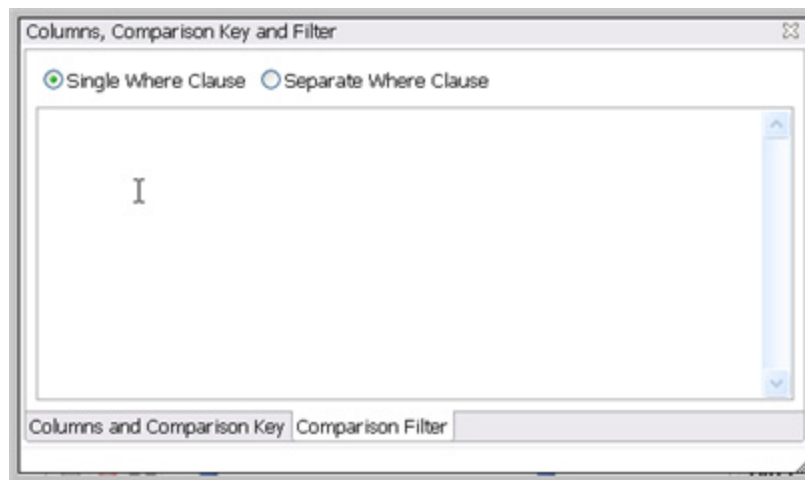 Columns, Comparison Key and Filter
Single Where Clause Separate Where Clause
Columns and Comparison Key Comparison Filter